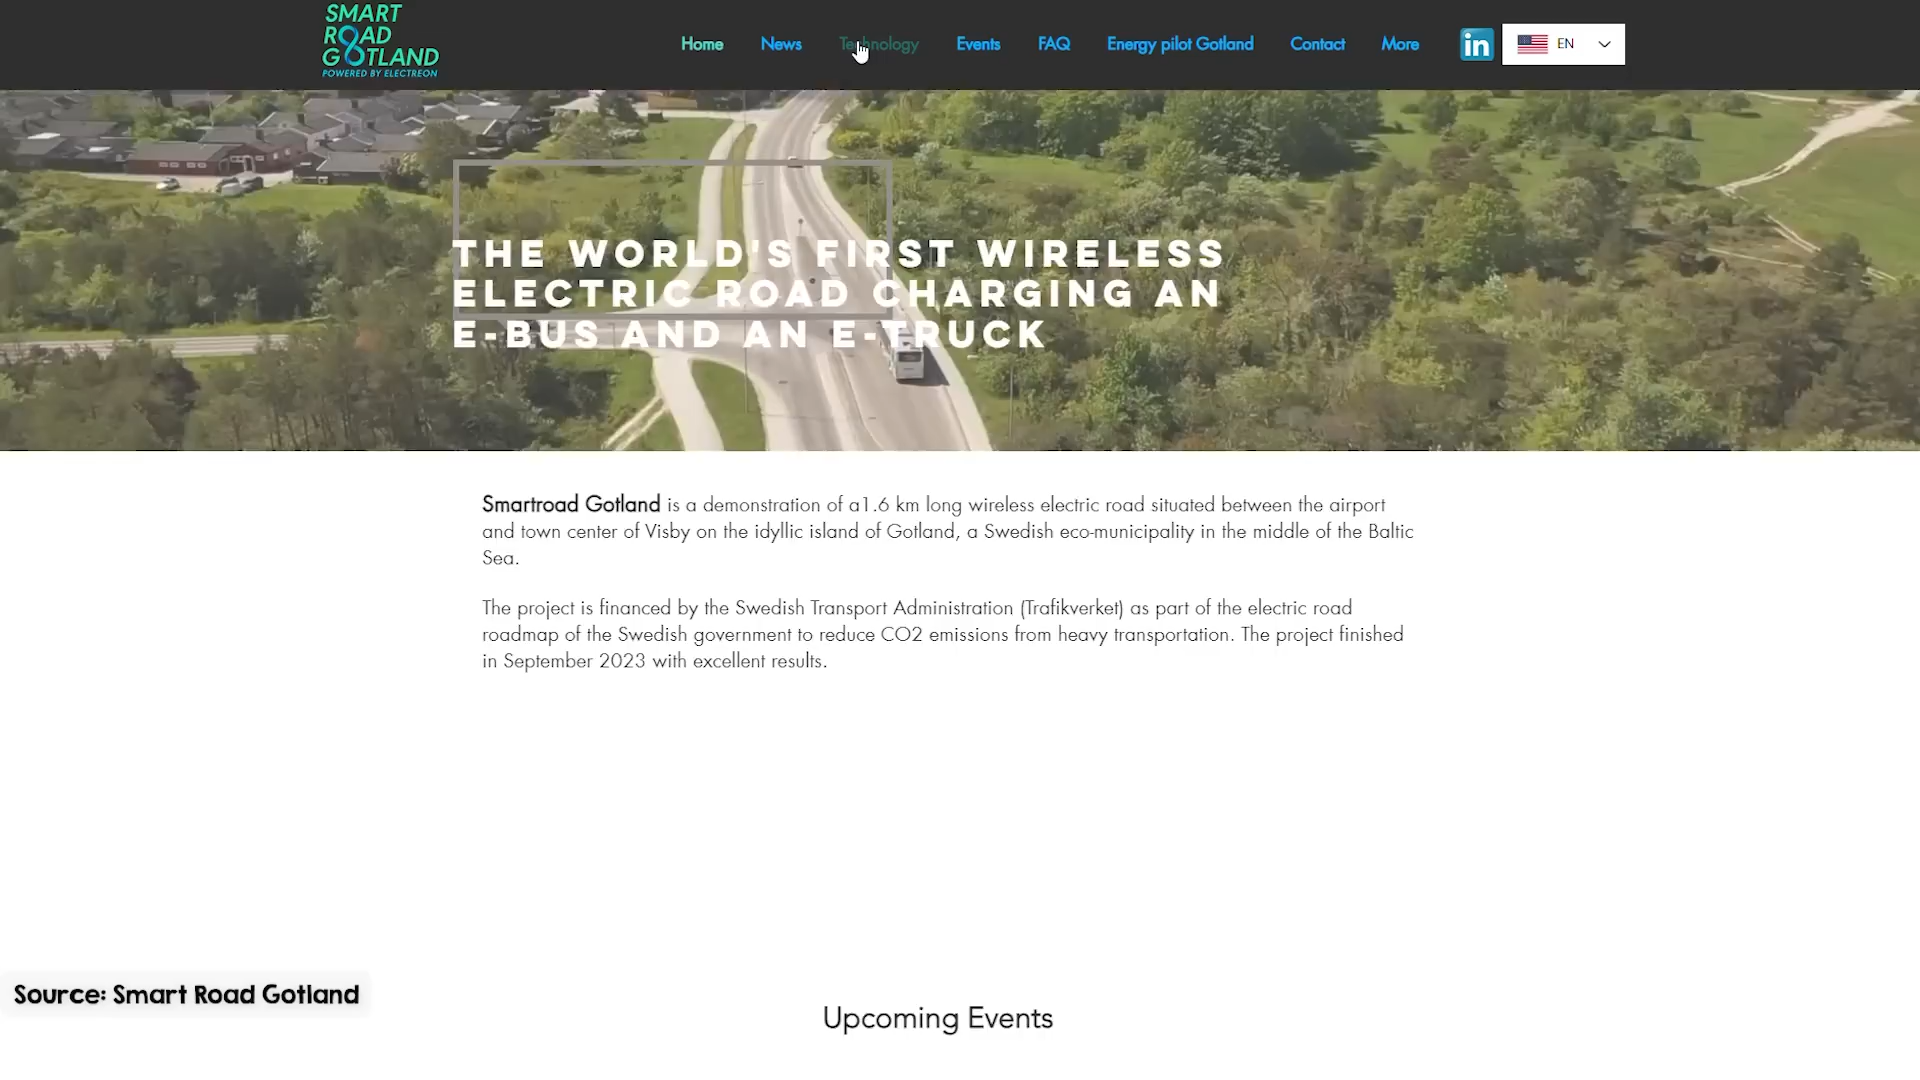 SMART
ROAD
GOTLAND
POWERED BY ELECTREON
Home News Technology Events FAQ Energy pilot Gotland Contact More in EN
THE WORLD'S FIRST WIRELESS
ELECTRIC ROAD CHARGING AN
E-BUS AND AN E-TRUCK
Smartroad Gotland is a demonstration of a1.6 km long wireless electric road situated between the airport
and town center of Visby on the idyllic island of Gotland, a Swedish eco-municipality in the middle of the Baltic
Sea.
The project is financed by the Swedish Transport Administration (Trafikverket) as part of the electric road
roadmap of the Swedish government to reduce CO2 emissions from heavy transportation. The project finished
in September 2023 with excellent results.
Source: Smart Road Gotland
Upcoming Events